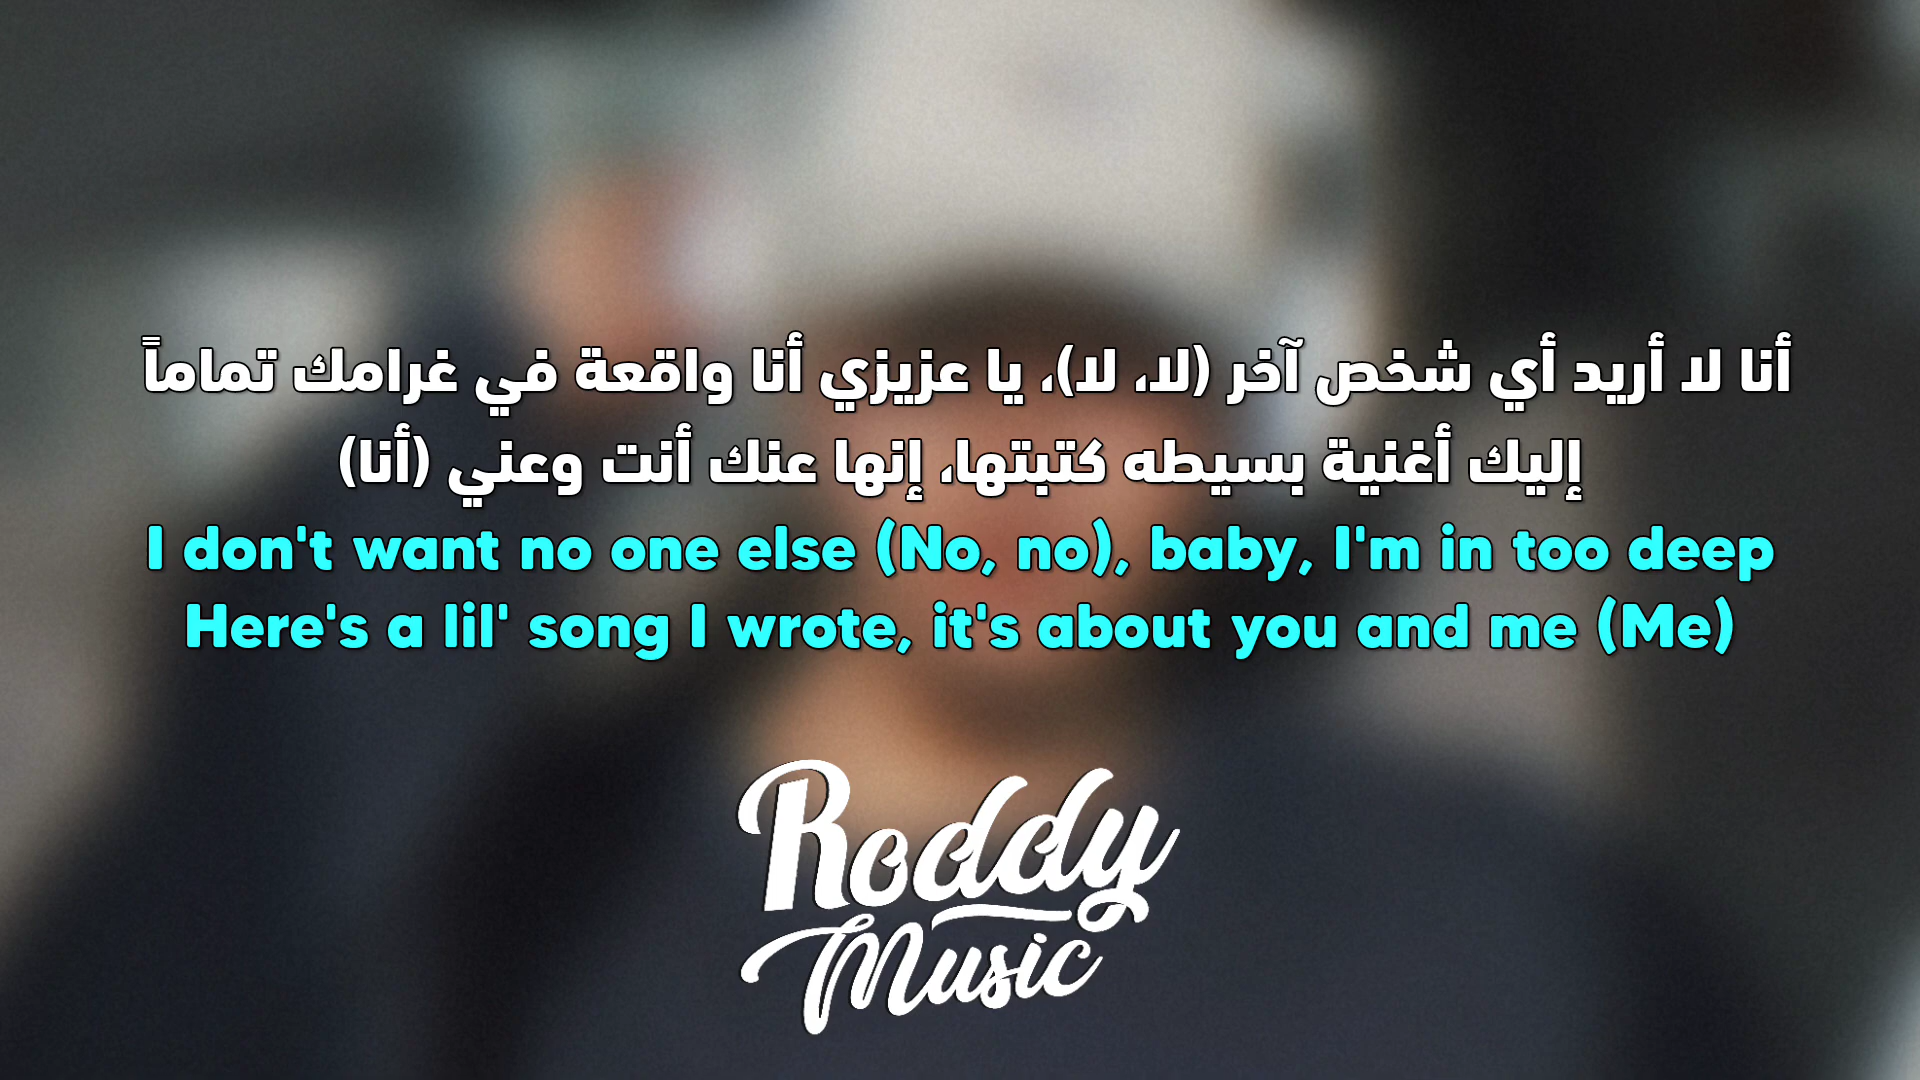 أنا لا أريد أي شخص آخر (لا، لا)، يا عزيزي أنا واقعة في غرامك تماماً
إليك أغنية بسيطه كتبتها، إنها عنك أنت وعني (أنا)
I don't want no one else (No, no), baby, I'm in too deep
Here's a lil' song I wrote, it's about you and me (Me)
Roddy
Music